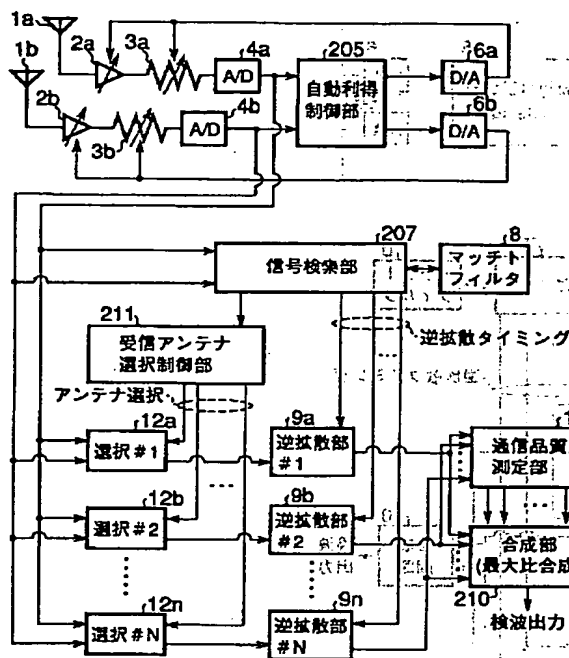 1a
1b
2a
3a
4a
205
6a
A/D
自動利得
制御部
D/A
2b
3b
4b
A/D
6b
D/A
207
8
信号検索部
マッチト
フィルタ
211
受信アンテナ
選択制御部
逆拡散タイミング
アンテナ選択
12a
選択#1
9a
逆拡散部
#1
...
通信品質
測定部
12b
選択#2
9b
逆拡散部
#2
...
合成部
(最大比合成
210
検波出力
12n
選択#N
9n
逆拡散部
#N